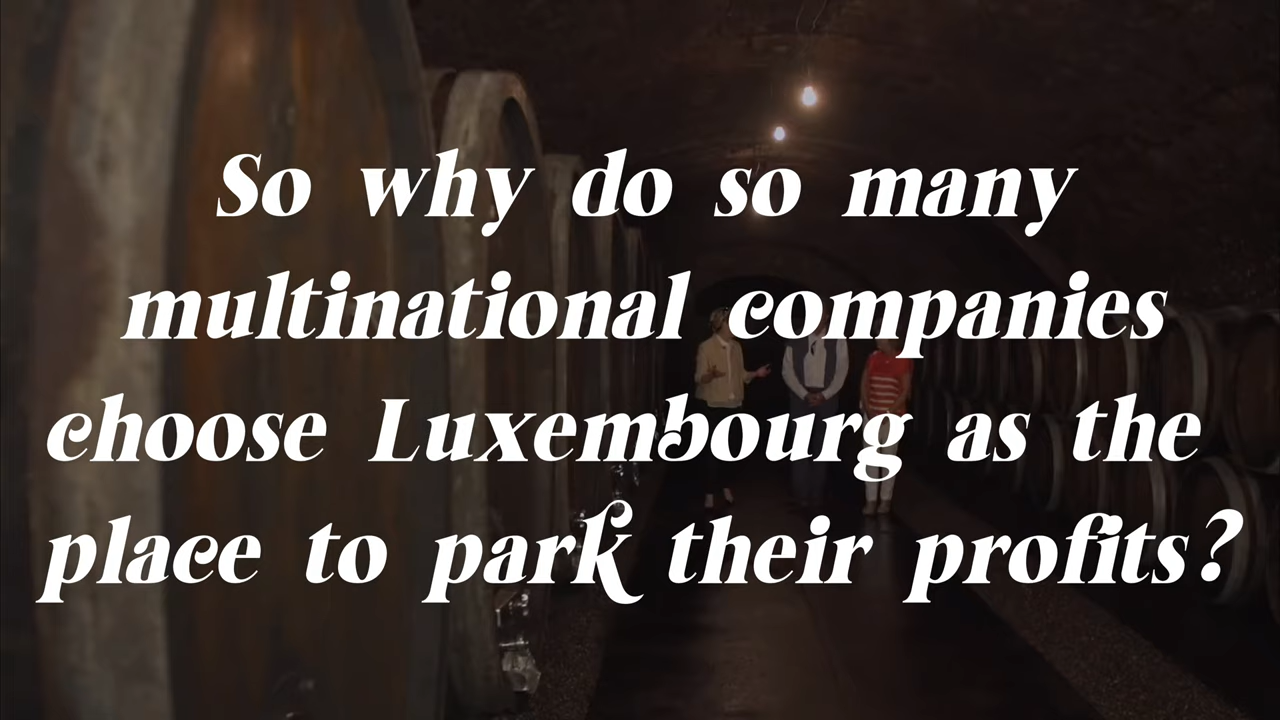 So why do so many
multinational companies
choose Luxembourg as the
place to park their profits?